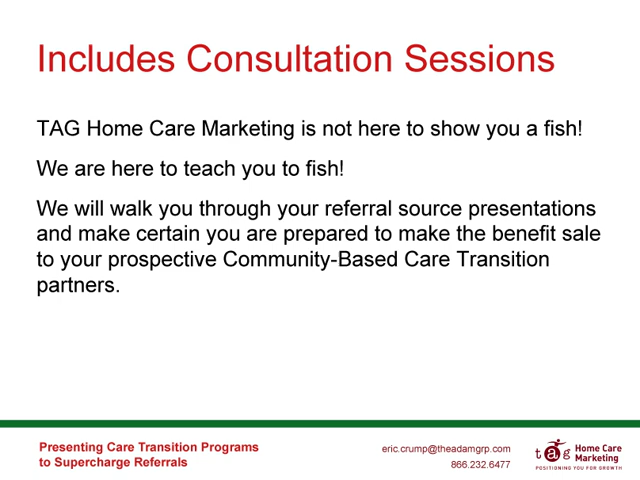 Includes Consultation Sessions
TAG Home Care Marketing is not here to show you a fish!
We are here to teach you to fish!
We will walk you through your referral source presentations
and make certain you are prepared to make the benefit sale
to your prospective Community-Based Care Transition
partners.
Presenting Care Transition Programs
to Supercharge Referrals
eric.crump@theadamgrp.com
866.232.6477
tag Home Care
Marketing
POSITIONING YOU FOR GROWTH